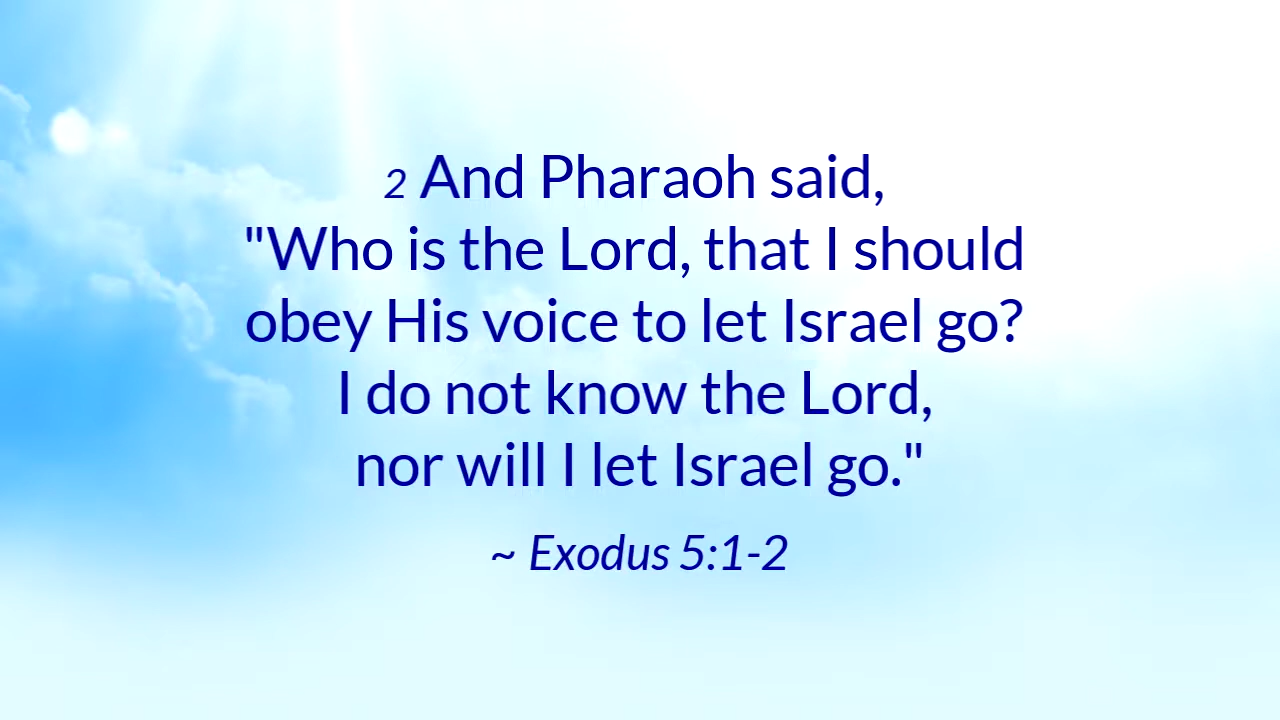 2 And Pharaoh said,
"Who is the Lord, that I should
obey His voice to let Israel go?
I do not know the Lord,
nor will I let Israel go."
~ Exodus 5:1-2